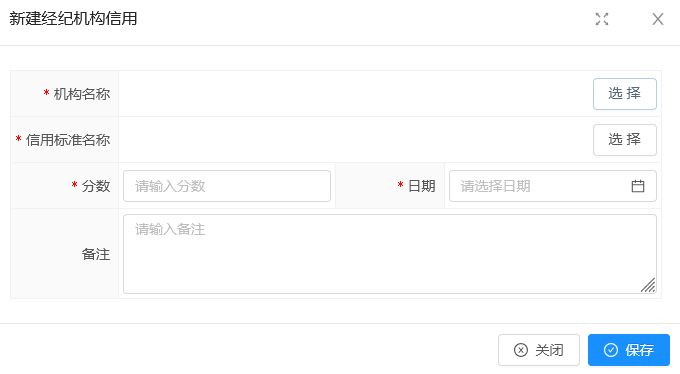 新建经纪机构信用
* 机构名称 选 择
* 信用标准名称 选 择
* 分数 请输入分数 * 日期 请选择日期
备注 请输入备注
关闭 保存